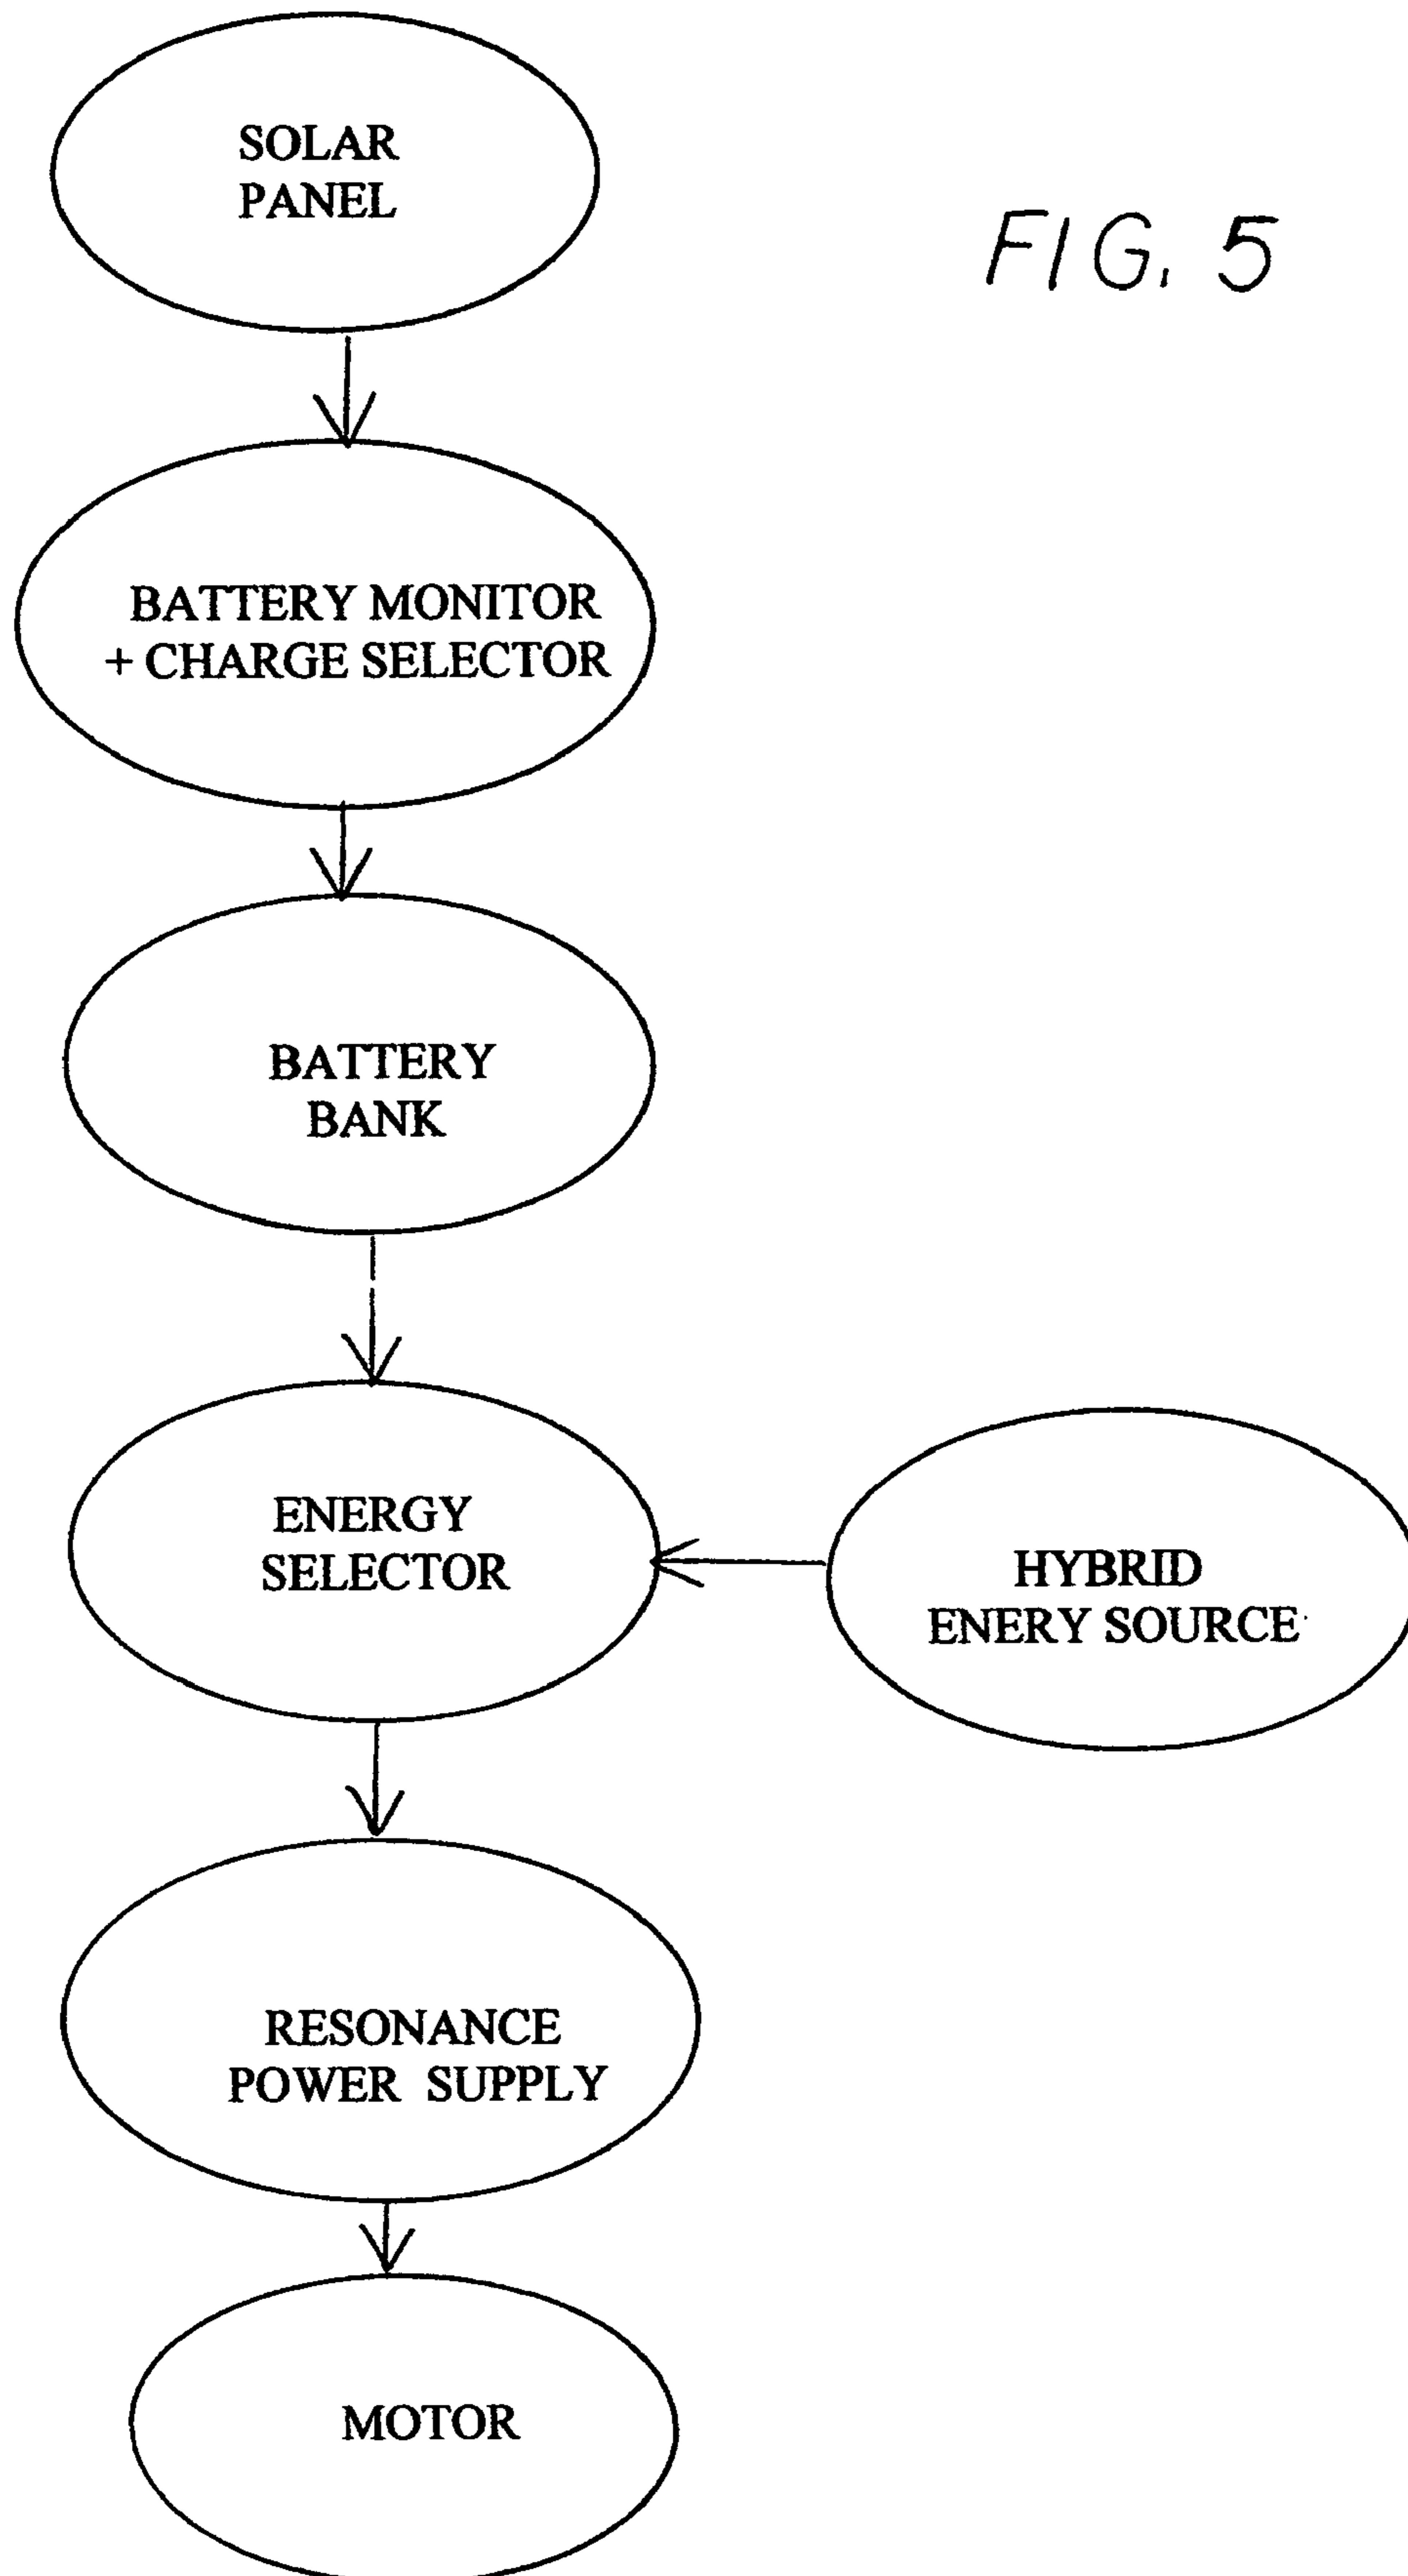 SOLAR
PANEL
FIG. 5
BATTERY MONITOR
+ CHARGE SELECTOR
BATTERY
BANK
ENERGY
SELECTOR
HYBRID
ENERY SOURCE
RESONANCE
POWER SUPPLY
MOTOR